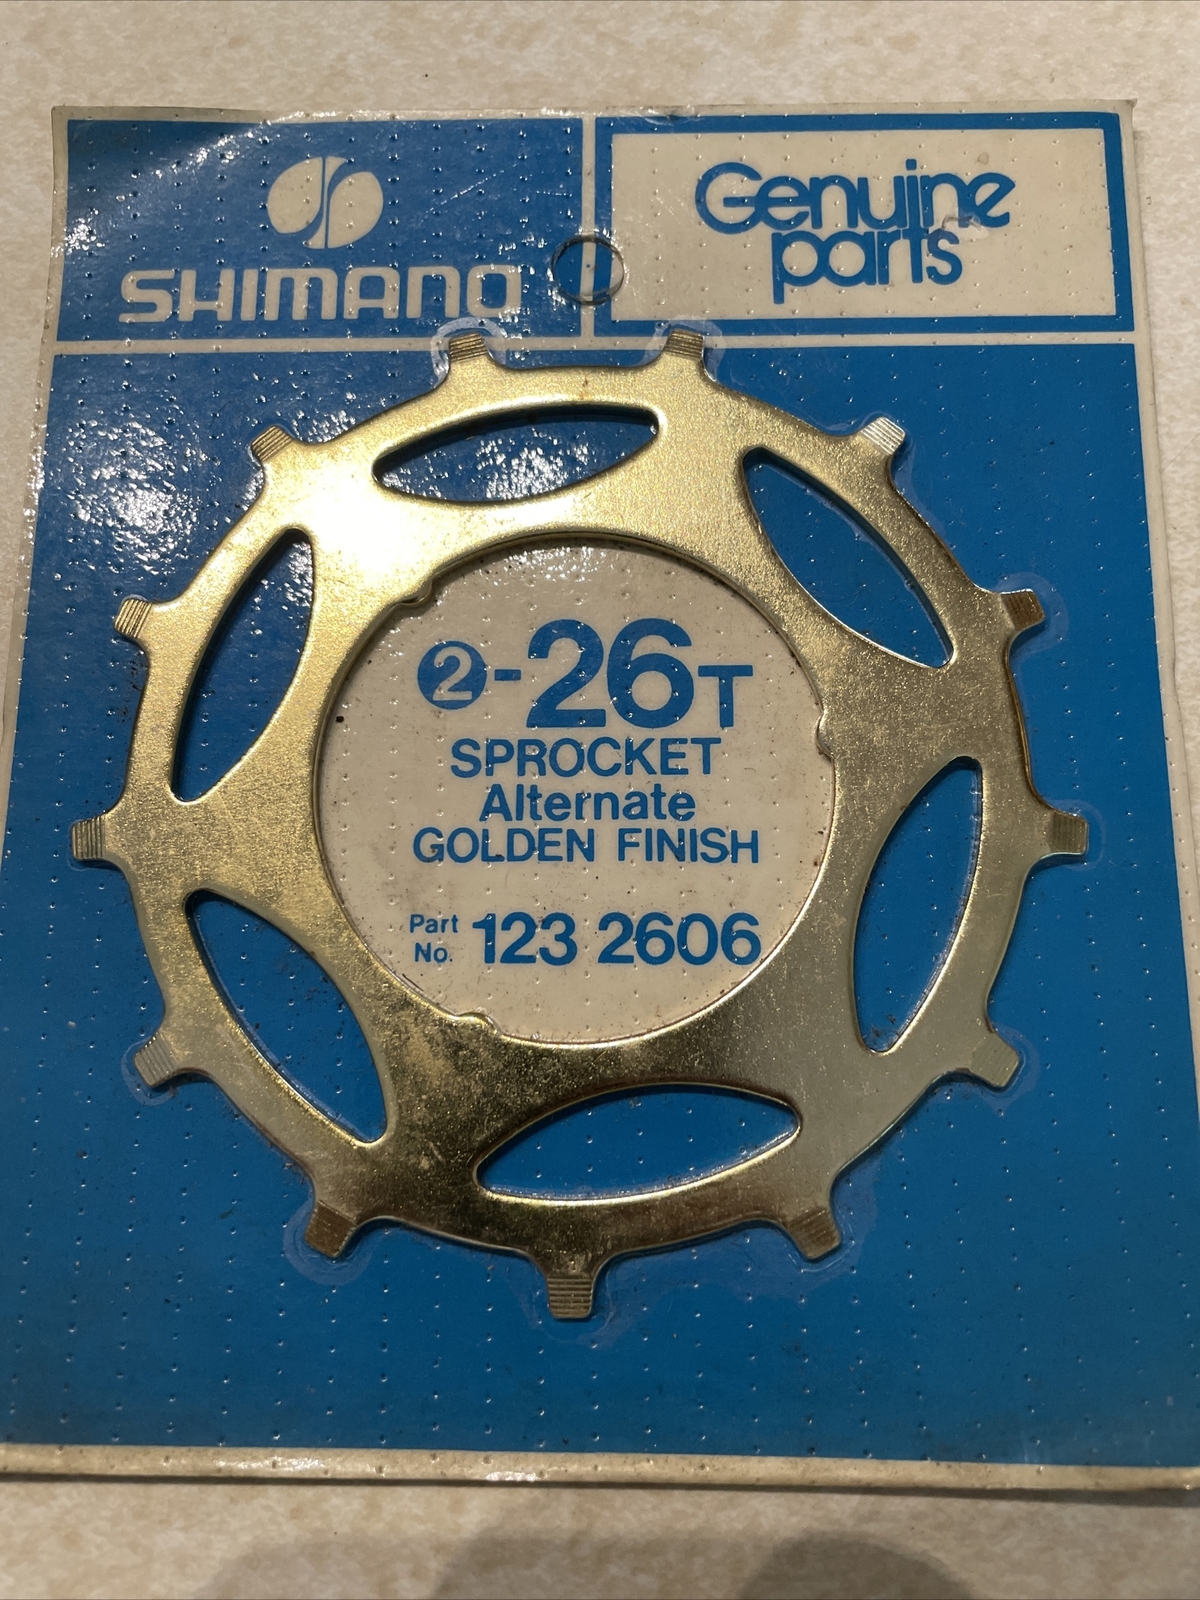 SHIMANO
Genuine
parts
②-26T
SPROCKET
Alternate
GOLDEN FINISH
Part No. 123 2606